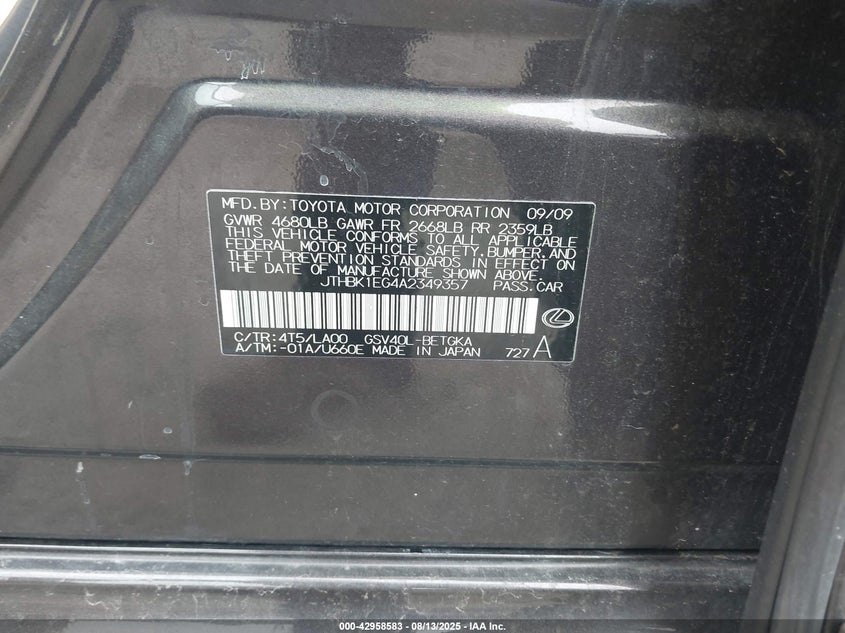 MFD.BY:TOYOTA MOTOR CORPORATION 09/09
GVWR 4680LB GAWR FR 2668LB RR 2359LB
THIS VEHICLE CONFORMS TO ALL APPLICABLE
FEDERAL MOTOR VEHICLE SAFETY, BUMPER, AND
THEFT PREVENTION STANDARDS IN EFFECT ON
THE DATE OF MANUFACTURE SHOWN ABOVE.
JTHBK1EG4A2349357 PASS.CAR
C/TR:4T5/LA00 GSV40L-BETGKA
A/TM:-01A/U660E MADE IN JAPAN 727 A
000-42958583 - 08/13/2025 - IAA Inc.